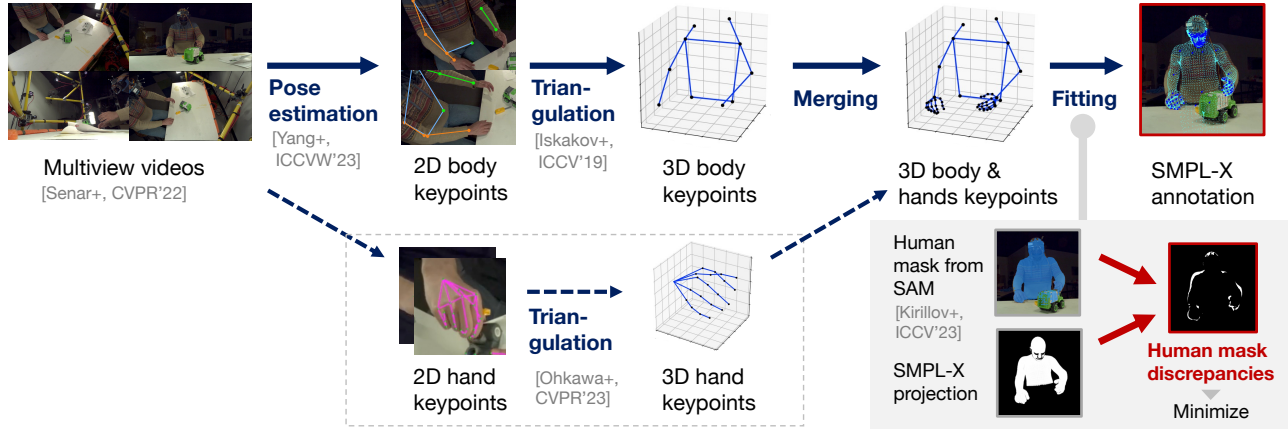 Multiview videos
[Senar+, CVPR'22]
Pose
estimation
[Yang+,
ICCVW'23]
2D body
keypoints
Trian-
gulation
[Iskakov+,
ICCV'19]
3D body
keypoints
Merging
3D body &
hands keypoints
Fitting
SMPL-X
annotation
2D hand
keypoints
Trian-
gulation
[Ohkawa+,
CVPR'23]
3D hand
keypoints
Human
mask from
SAM
[Kirillov+,
ICCV'23]
SMPL-X
projection
Human mask
discrepancies
Minimize